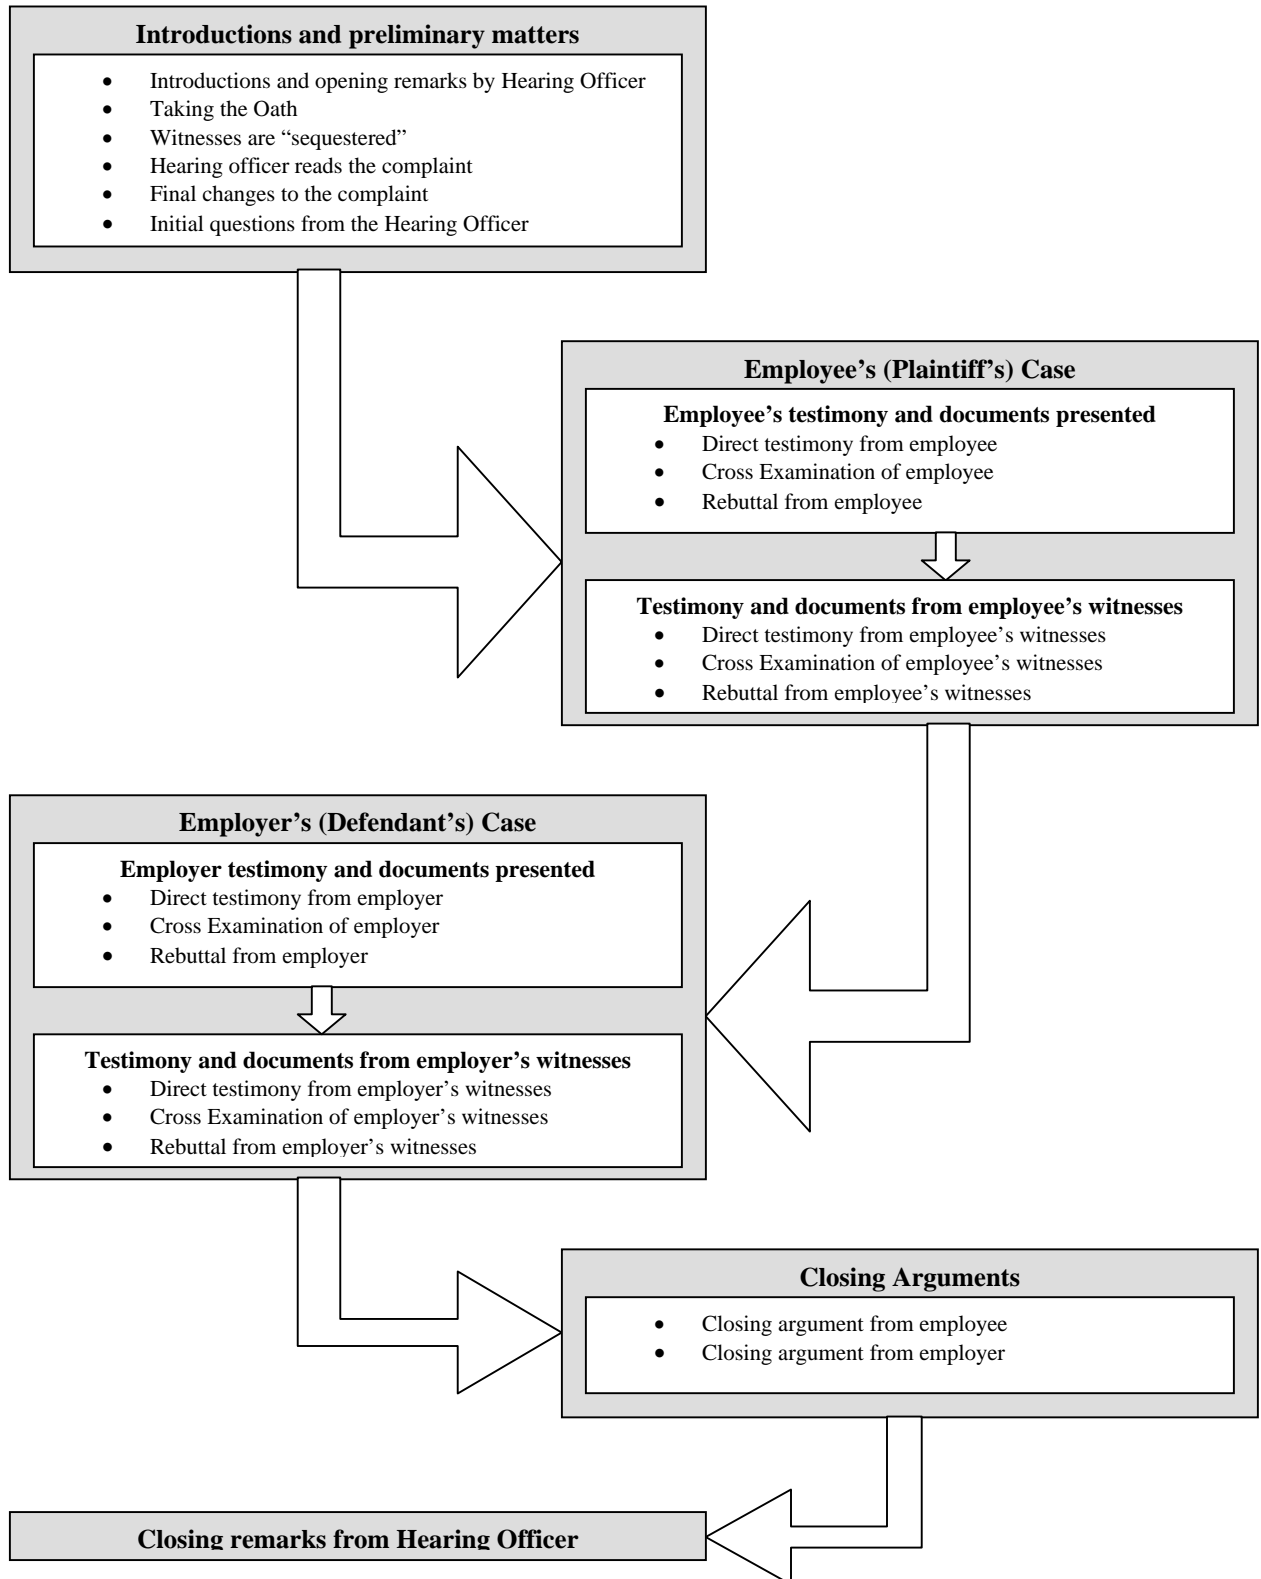 Introductions and preliminary matters
• Introductions and opening remarks by Hearing Officer
• Taking the Oath
• Witnesses are “sequestered”
• Hearing officer reads the complaint
• Final changes to the complaint
• Initial questions from the Hearing Officer
Employee’s (Plaintiff’s) Case
Employee’s testimony and documents presented
• Direct testimony from employee
• Cross Examination of employee
• Rebuttal from employee
Testimony and documents from employee’s witnesses
• Direct testimony from employee’s witnesses
• Cross Examination of employee’s witnesses
• Rebuttal from employee’s witnesses
Employer’s (Defendant’s) Case
Employer testimony and documents presented
• Direct testimony from employer
• Cross Examination of employer
• Rebuttal from employer
Testimony and documents from employer’s witnesses
• Direct testimony from employer’s witnesses
• Cross Examination of employer’s witnesses
• Rebuttal from employer’s witnesses
Closing Arguments
• Closing argument from employee
• Closing argument from employer
Closing remarks from Hearing Officer